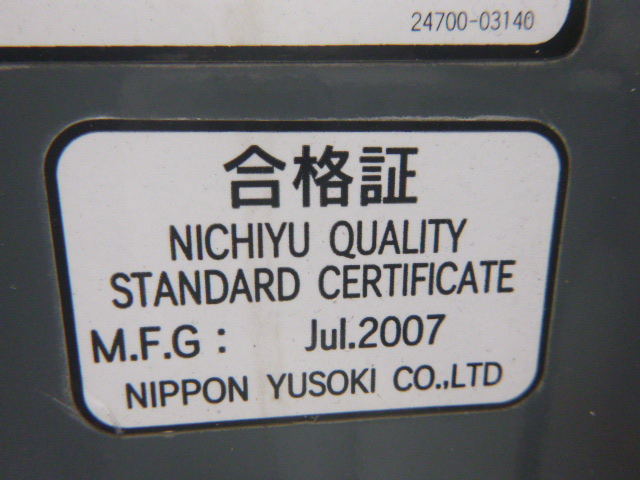 24700-03140
合格証
NICHIYU QUALITY
STANDARD CERTIFICATE
M.F.G : Jul.2007
NIPPON YUSOKI CO.,LTD